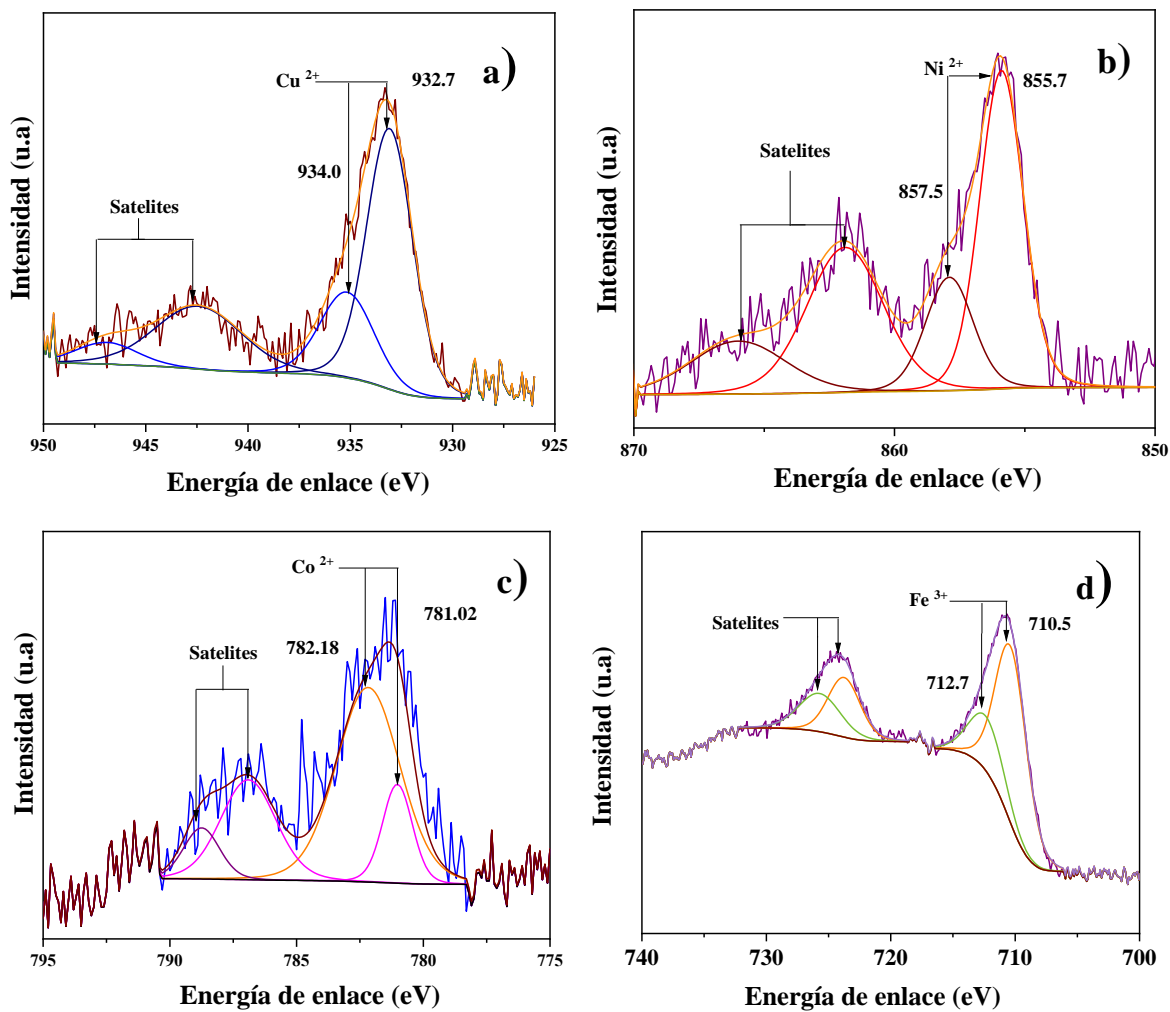 a)
Cu 2+
932.7
934.0
Satelites
Intensidad (u.a)
950
945
940
935
930
925
Energía de enlace (eV)
b)
Ni 2+
855.7
Satelites
857.5
Intensidad (u.a)
870
860
850
Energía de enlace (eV)
c)
Co 2+
781.02
782.18
Satelites
Intensidad (u.a)
795
790
785
780
775
Energía de enlace (eV)
d)
Fe 3+
710.5
Satelites
712.7
Intensidad (u.a)
740
730
720
710
700
Energía de enlace (eV)